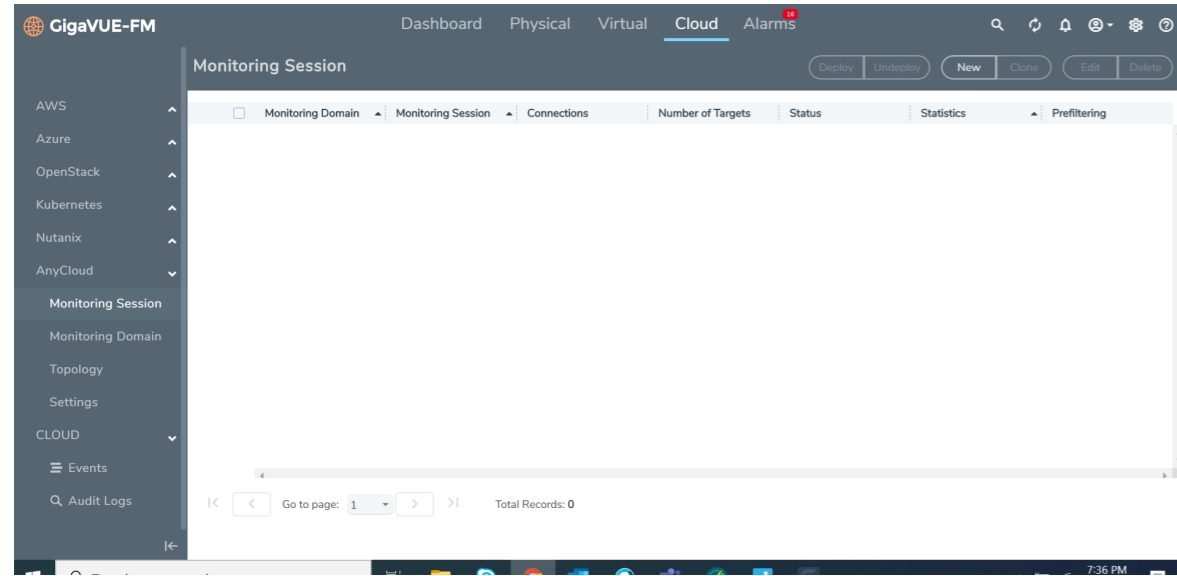 GigaVUE-FM
Dashboard Physical Virtual Cloud Alarms 16
Monitoring Session
Deploy Undeploy New Clone Edit Delete
AWS
Azure
OpenStack
Kubernetes
Nutanix
AnyCloud
Monitoring Session
Monitoring Domain
Topology
Settings
CLOUD
Events
Audit Logs
Monitoring Domain Monitoring Session Connections Number of Targets Status Statistics Prefiltering
Go to page: 1 Total Records: 0
7:36 PM